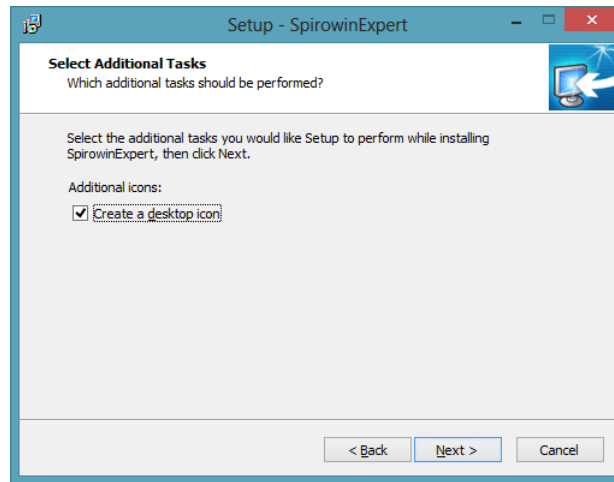 Setup - SpirowinExpert
Select Additional Tasks
Which additional tasks should be performed?
Select the additional tasks you would like Setup to perform while installing
SpirowinExpert, then click Next.
Additional icons:
Create a desktop icon
< Back Next > Cancel